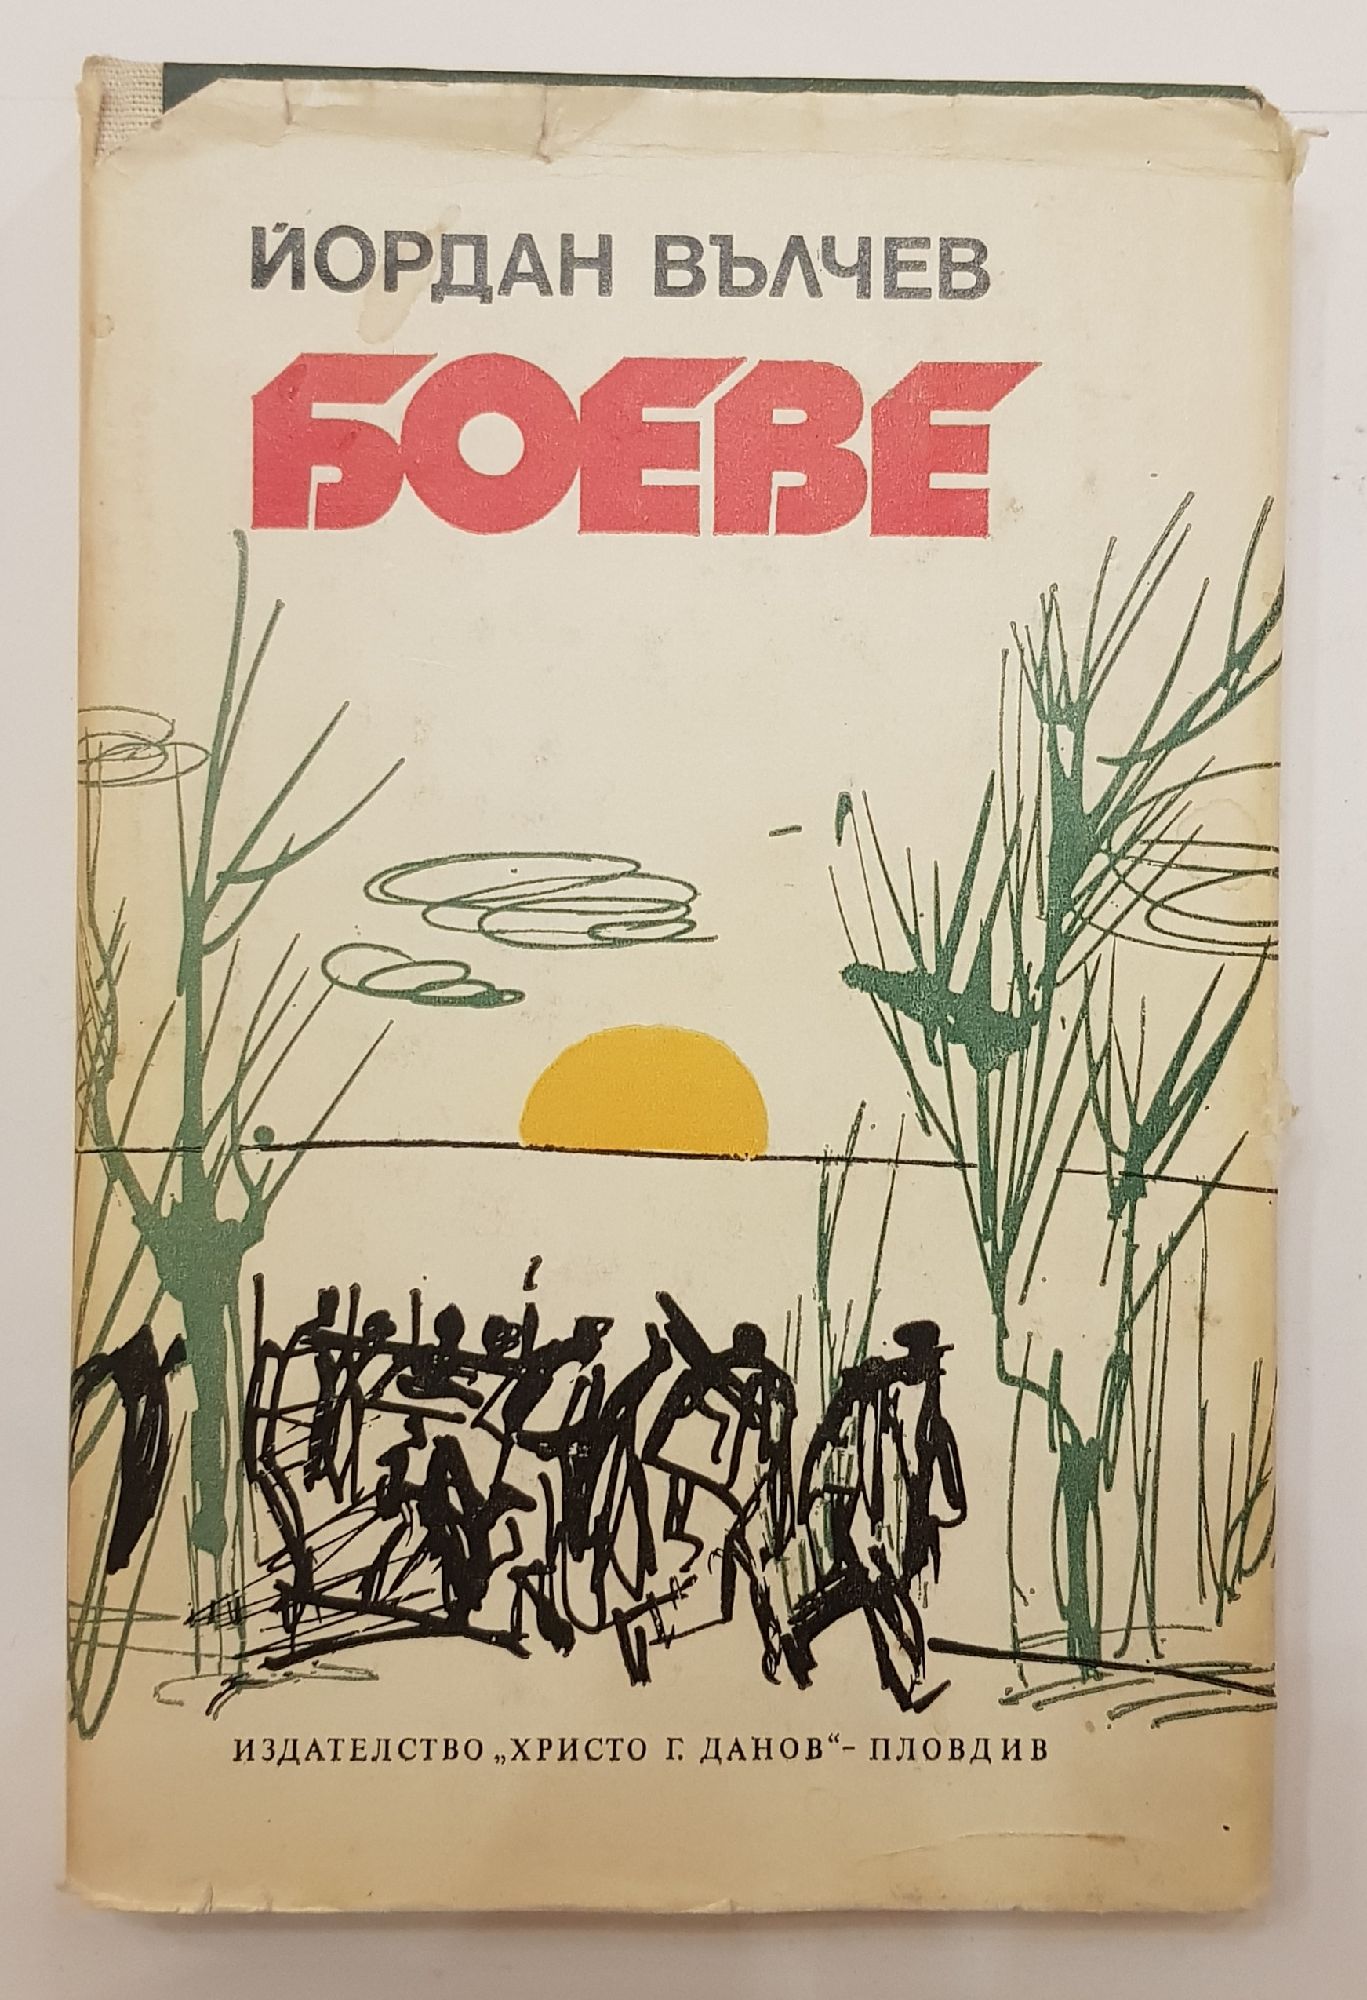 ЙОРДАН ВЪЛЧЕВ
БОЕВЕ
ИЗДАТЕЛСТВО „ХРИСТО Г. ДАНОВ“ – ПЛОВДИВ